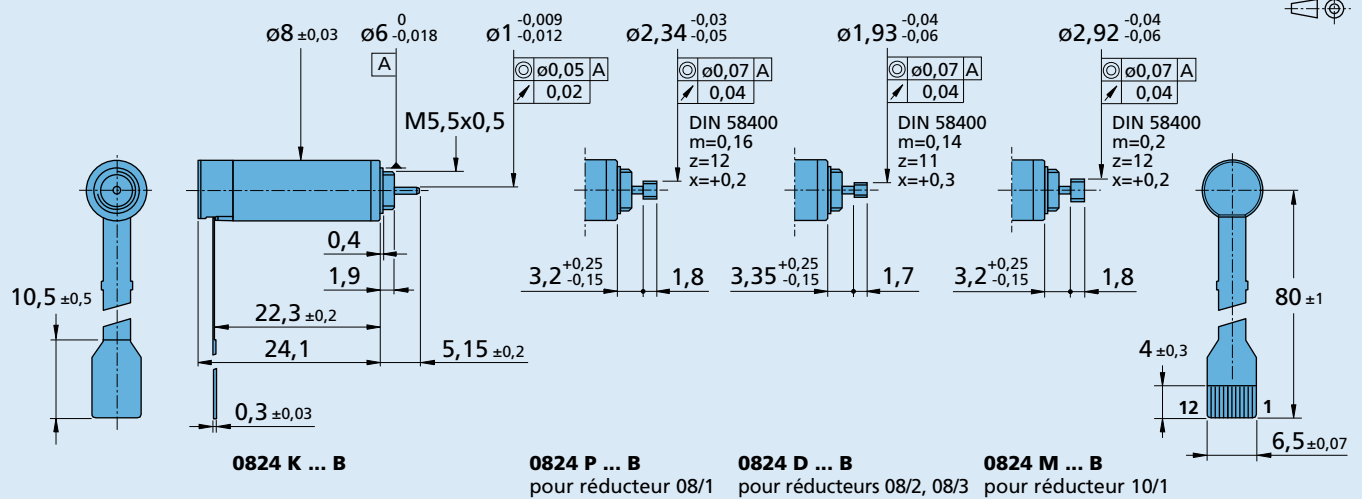 ø8 ±0,03
ø6 0 -0,018
A
ø1 -0,009 -0,012
ø0,05 A
0,02
M5,5x0,5
ø2,34 -0,03 -0,05
ø0,07 A
0,04
DIN 58400
m=0,16
z=12
x=+0,2
ø1,93 -0,04 -0,06
ø0,07 A
0,04
DIN 58400
m=0,14
z=11
x=+0,3
ø2,92 -0,04 -0,06
ø0,07 A
0,04
DIN 58400
m=0,2
z=12
x=+0,2
10,5 ±0,5
0,4
1,9
22,3 ±0,2
24,1
5,15 ±0,2
0,3 ±0,03
3,2 +0,25 -0,15
1,8
3,35 +0,25 -0,15
1,7
3,2 +0,25 -0,15
1,8
80 ±1
4 ±0,3
12
1
6,5 ±0,07
0824 K ... B
0824 P ... B
pour réducteur 08/1
0824 D ... B
pour réducteurs 08/2, 08/3
0824 M ... B
pour réducteur 10/1